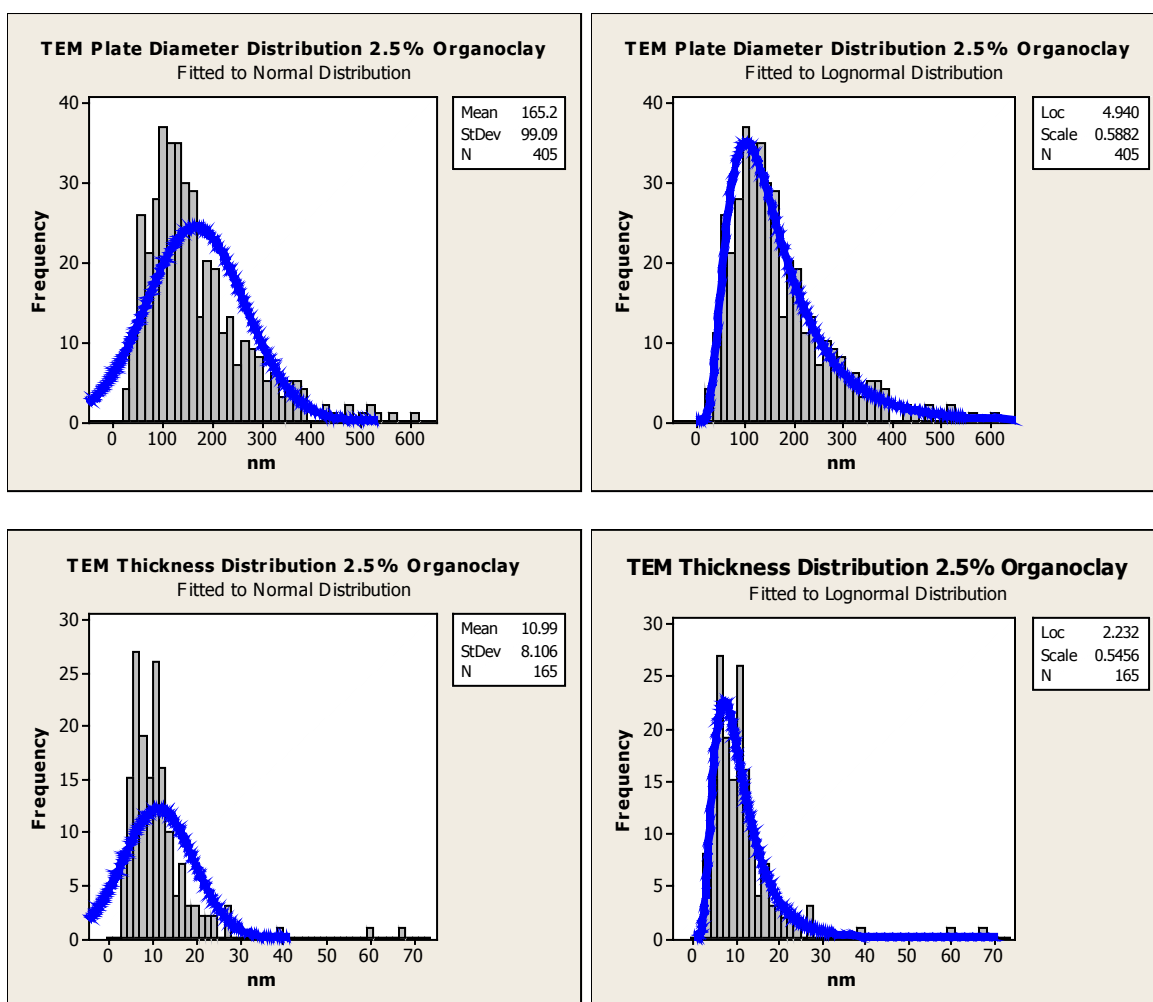 TEM Plate Diameter Distribution 2.5% Organoclay
Fitted to Normal Distribution
Mean 165.2
StDev 99.09
N 405
40
30
20
10
0
Frequency
0 100 200 300 400 500 600
nm
TEM Plate Diameter Distribution 2.5% Organoclay
Fitted to Lognormal Distribution
Loc 4.940
Scale 0.5882
N 405
40
30
20
10
0
Frequency
0 100 200 300 400 500 600
nm
TEM Thickness Distribution 2.5% Organoclay
Fitted to Normal Distribution
Mean 10.99
StDev 8.106
N 165
30
25
20
15
10
5
0
Frequency
0 10 20 30 40 50 60 70
nm
TEM Thickness Distribution 2.5% Organoclay
Fitted to Lognormal Distribution
Loc 2.232
Scale 0.5456
N 165
30
25
20
15
10
5
0
Frequency
0 10 20 30 40 50 60 70
nm